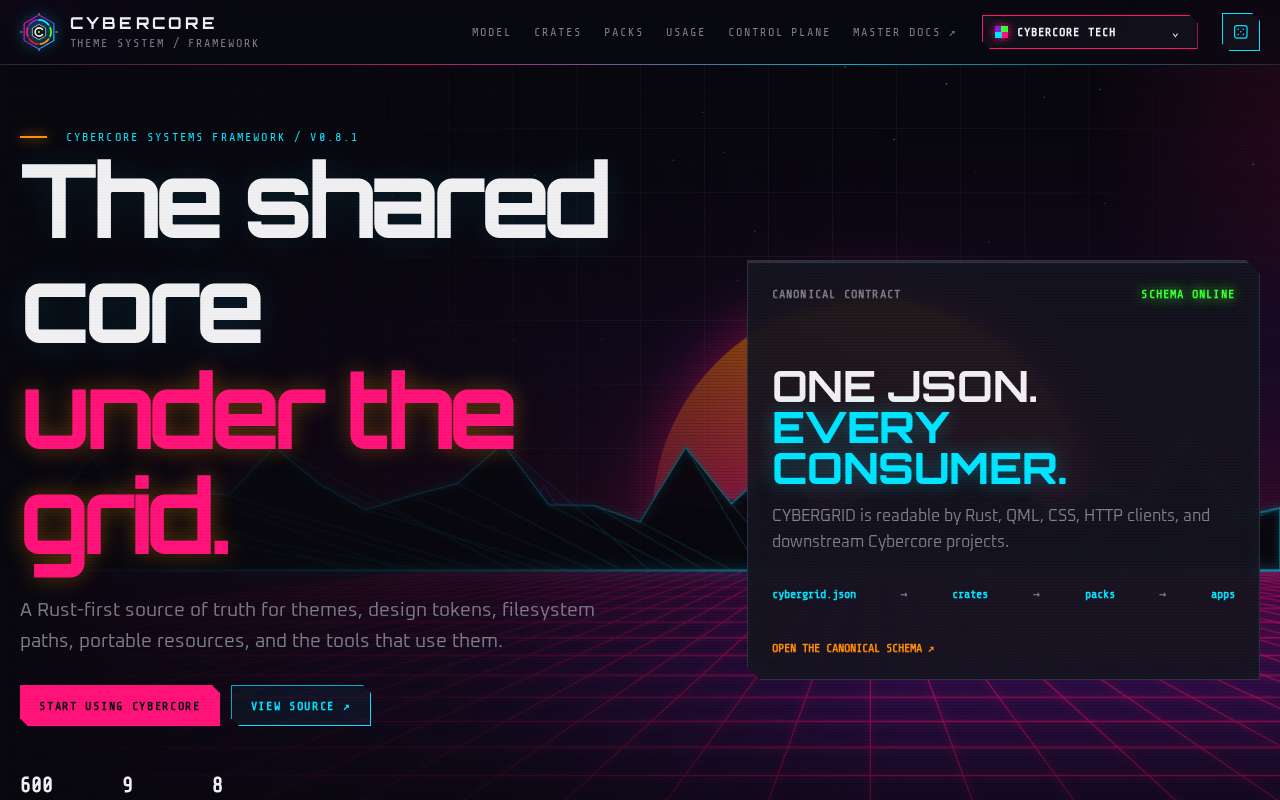 CYBERCORE
THEME SYSTEM / FRAMEWORK
MODEL CRATES PACKS USAGE CONTROL PLANE MASTER DOCS ↗
CYBERCORE TECH
CYBERCORE SYSTEMS FRAMEWORK / V0.8.1
The shared
core
under the
grid.
A Rust-first source of truth for themes, design tokens, filesystem
paths, portable resources, and the tools that use them.
START USING CYBERCORE
VIEW SOURCE ↗
600 9 8
CANONICAL CONTRACT
SCHEMA ONLINE
ONE JSON.
EVERY
CONSUMER.
CYBERGRID is readable by Rust, QML, CSS, HTTP clients, and
downstream Cybercore projects.
cybergrid.json → crates → packs → apps
OPEN THE CANONICAL SCHEMA ↗